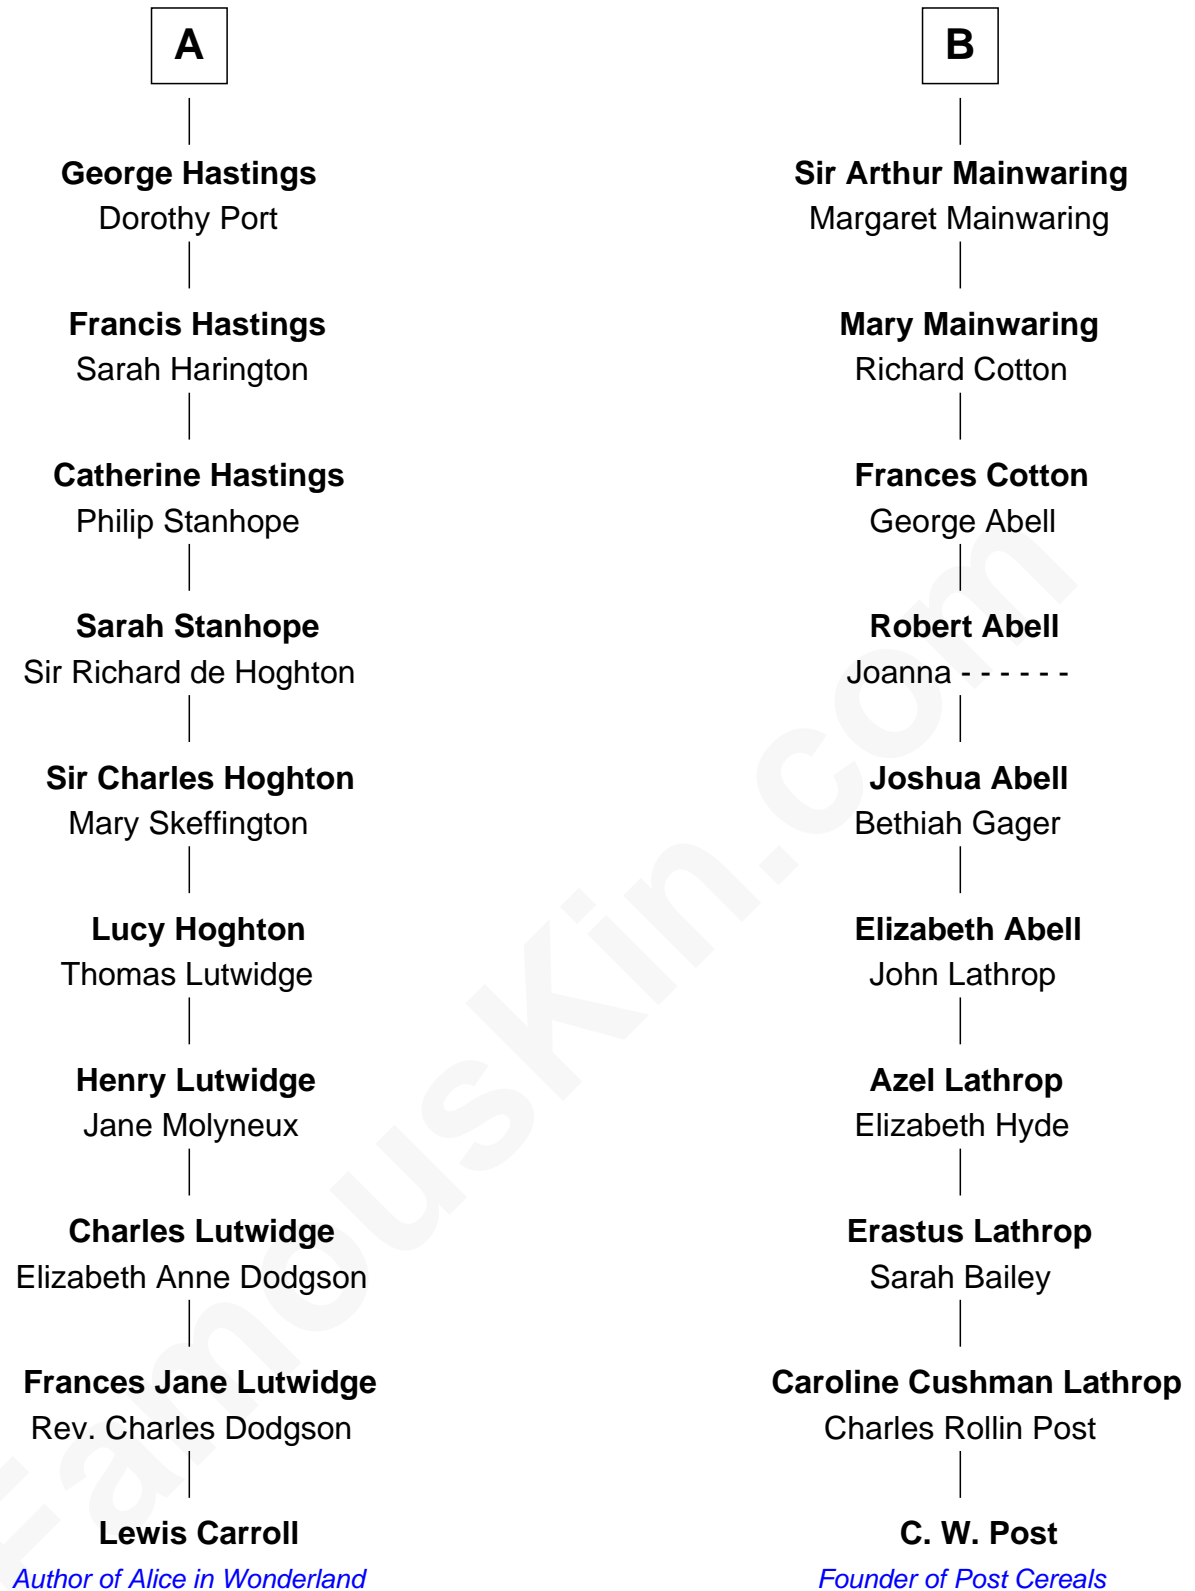 A
George Hastings
Dorothy Port
Francis Hastings
Sarah Harington
Catherine Hastings
Philip Stanhope
Sarah Stanhope
Sir Richard de Hoghton
Sir Charles Hoghton
Mary Skeffington
Lucy Hoghton
Thomas Lutwidge
Henry Lutwidge
Jane Molyneux
Charles Lutwidge
Elizabeth Anne Dodgson
Frances Jane Lutwidge
Rev. Charles Dodgson
Lewis Carroll
Author of Alice in Wonderland
B
Sir Arthur Mainwaring
Margaret Mainwaring
Mary Mainwaring
Richard Cotton
Frances Cotton
George Abell
Robert Abell
Joanna - - - - - -
Joshua Abell
Bethiah Gager
Elizabeth Abell
John Lathrop
Azel Lathrop
Elizabeth Hyde
Erastus Lathrop
Sarah Bailey
Caroline Cushman Lathrop
Charles Rollin Post
C. W. Post
Founder of Post Cereals
FamousKin.com